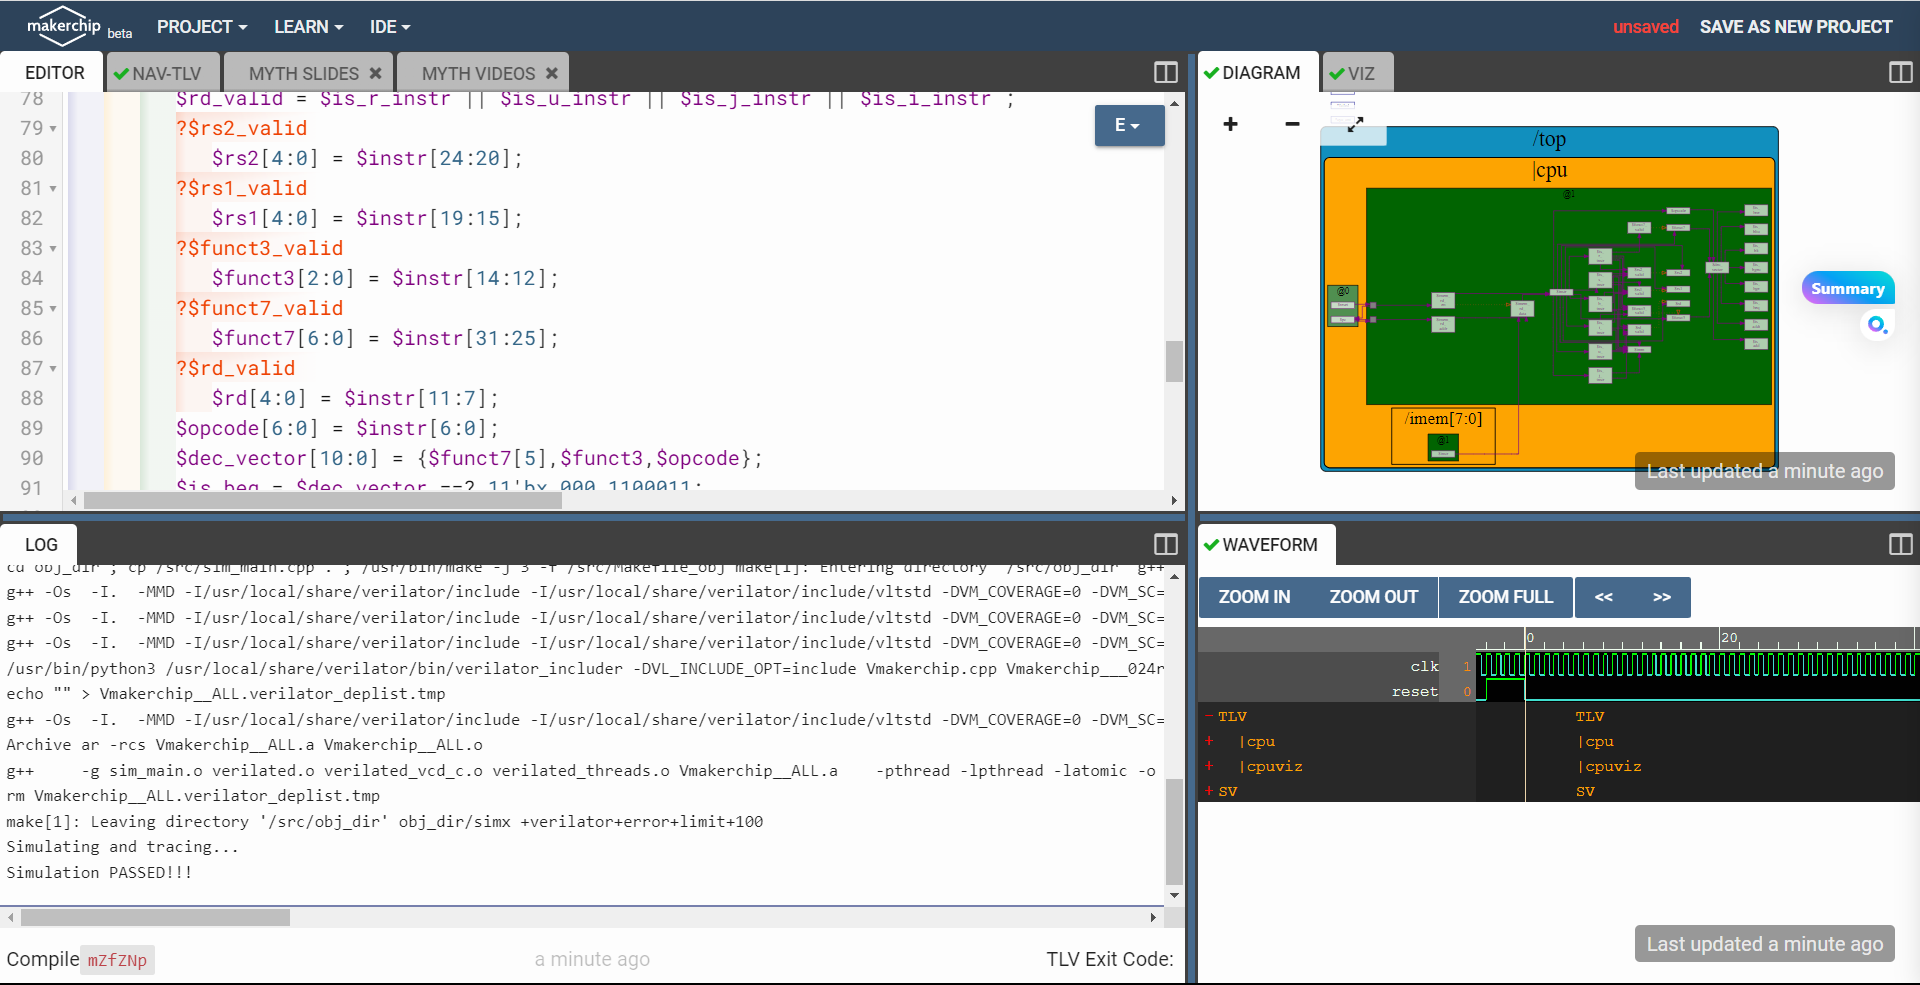 makerchip beta PROJECT LEARN IDE unsaved SAVE AS NEW PROJECT
EDITOR NAV-TLV MYTH SLIDES MYTH VIDEOS
78 $rd_valid = $is_r_instr || $is_u_instr || $is_j_instr || $is_i_instr ;
79 ?$rs2_valid
80 $rs2[4:0] = $instr[24:20];
81 ?$rs1_valid
82 $rs1[4:0] = $instr[19:15];
83 ?$funct3_valid
84 $funct3[2:0] = $instr[14:12];
85 ?$funct7_valid
86 $funct7[6:0] = $instr[31:25];
87 ?$rd_valid
88 $rd[4:0] = $instr[11:7];
89 $opcode[6:0] = $instr[6:0];
90 $dec_vector[10:0] = {$funct7[5],$funct3,$opcode};
91 $is_beq = $dec_vector ==? 11'bx_000_1100011;
E
DIAGRAM VIZ
+ −
/top
|cpu
@1
@0
/imem[7:0]
@1
Last updated a minute ago
Summary
LOG
cd obj_dir ; cp /src/sim_main.cpp . ; /usr/bin/make -j 3 -f /src/Makefile_obj make[1]: Entering directory '/src/obj_dir' g++
g++ -Os -I. -MMD -I/usr/local/share/verilator/include -I/usr/local/share/verilator/include/vltstd -DVM_COVERAGE=0 -DVM_SC=
g++ -Os -I. -MMD -I/usr/local/share/verilator/include -I/usr/local/share/verilator/include/vltstd -DVM_COVERAGE=0 -DVM_SC=
g++ -Os -I. -MMD -I/usr/local/share/verilator/include -I/usr/local/share/verilator/include/vltstd -DVM_COVERAGE=0 -DVM_SC=
/usr/bin/python3 /usr/local/share/verilator/bin/verilator_includer -DVL_INCLUDE_OPT=include Vmakerchip.cpp Vmakerchip___024r
echo "" > Vmakerchip__ALL.verilator_deplist.tmp
g++ -Os -I. -MMD -I/usr/local/share/verilator/include -I/usr/local/share/verilator/include/vltstd -DVM_COVERAGE=0 -DVM_SC=
Archive ar -rcs Vmakerchip__ALL.a Vmakerchip__ALL.o
g++ -g sim_main.o verilated.o verilated_vcd_c.o verilated_threads.o Vmakerchip__ALL.a -pthread -lpthread -latomic -o
rm Vmakerchip__ALL.verilator_deplist.tmp
make[1]: Leaving directory '/src/obj_dir' obj_dir/simx +verilator+error+limit+100
Simulating and tracing...
Simulation PASSED!!!
Compile mZfZNp a minute ago TLV Exit Code:
WAVEFORM
ZOOM IN ZOOM OUT ZOOM FULL << >>
0 20
clk 1
reset 0
− TLV TLV
+ |cpu |cpu
+ |cpuviz |cpuviz
+ SV SV
Last updated a minute ago